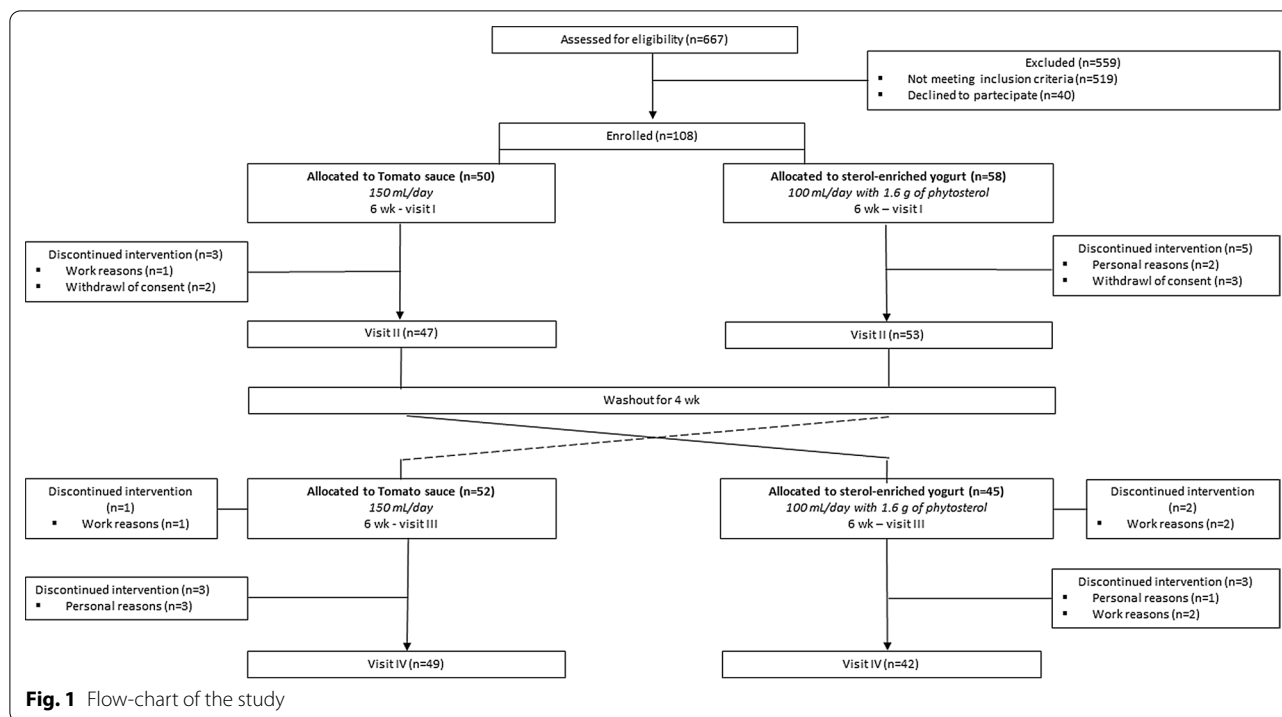 Assessed for eligibility (n=667)
Excluded (n=559)
▪ Not meeting inclusion criteria (n=519)
▪ Declined to partecipate (n=40)
Enrolled (n=108)
Allocated to Tomato sauce (n=50)
150 mL/day
6 wk - visit I
Allocated to sterol-enriched yogurt (n=58)
100 mL/day with 1.6 g of phytosterol
6 wk – visit I
Discontinued intervention (n=3)
▪ Work reasons (n=1)
▪ Withdrawl of consent (n=2)
Discontinued intervention (n=5)
▪ Personal reasons (n=2)
▪ Withdrawl of consent (n=3)
Visit II (n=47)
Visit II (n=53)
Washout for 4 wk
Discontinued intervention
(n=1)
▪ Work reasons (n=1)
Allocated to Tomato sauce (n=52)
150 mL/day
6 wk - visit III
Allocated to sterol-enriched yogurt (n=45)
100 mL/day with 1.6 g of phytosterol
6 wk – visit III
Discontinued intervention
(n=2)
▪ Work reasons (n=2)
Discontinued intervention (n=3)
▪ Personal reasons (n=3)
Discontinued intervention (n=3)
▪ Personal reasons (n=1)
▪ Work reasons (n=2)
Visit IV (n=49)
Visit IV (n=42)
Fig. 1 Flow-chart of the study